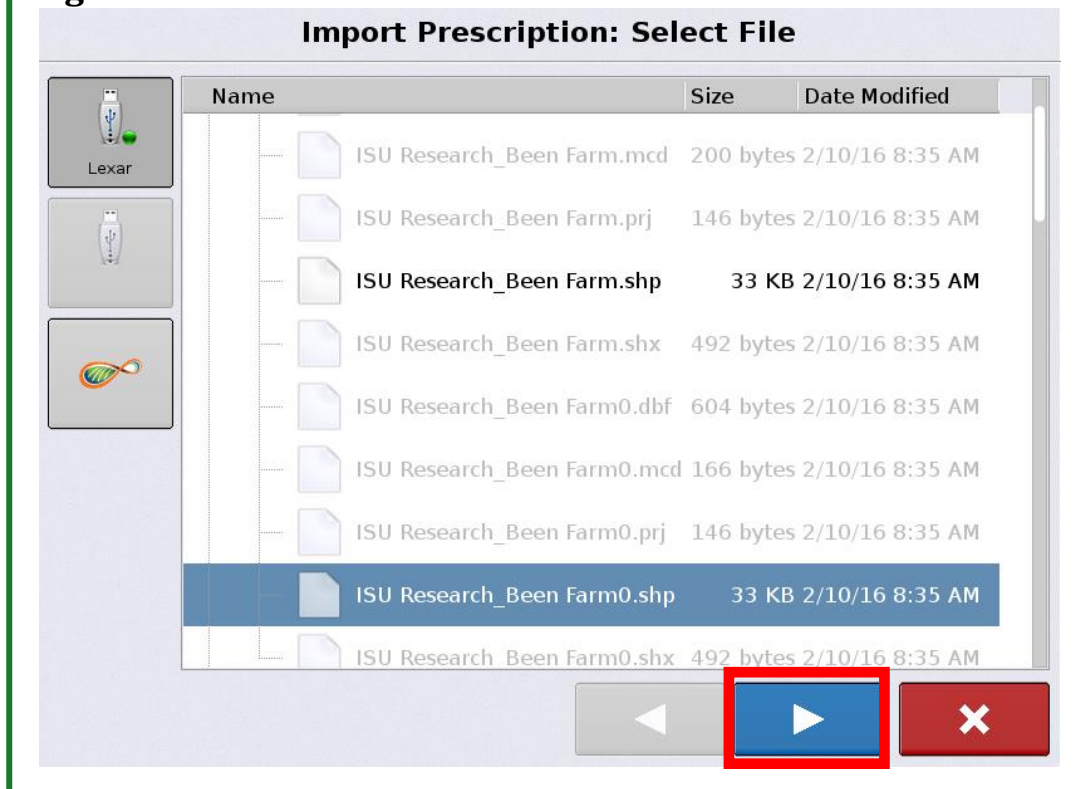 Import Prescription: Select File
Name Size Date Modified
Lexar
ISU Research_Been Farm.mcd 200 bytes 2/10/16 8:35 AM
ISU Research_Been Farm.prj 146 bytes 2/10/16 8:35 AM
ISU Research_Been Farm.shp 33 KB 2/10/16 8:35 AM
ISU Research_Been Farm.shx 492 bytes 2/10/16 8:35 AM
ISU Research_Been Farm0.dbf 604 bytes 2/10/16 8:35 AM
ISU Research_Been Farm0.mcd 166 bytes 2/10/16 8:35 AM
ISU Research_Been Farm0.prj 146 bytes 2/10/16 8:35 AM
ISU Research_Been Farm0.shp 33 KB 2/10/16 8:35 AM
ISU Research_Been Farm0.shx 492 bytes 2/10/16 8:35 AM